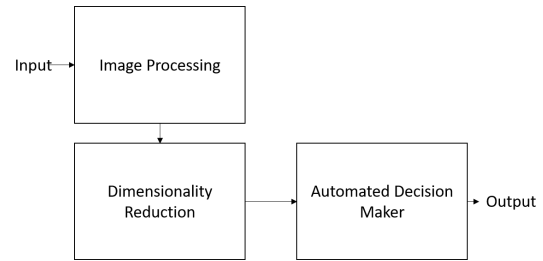 Input
Image Processing
Dimensionality
Reduction
Automated Decision
Maker
Output